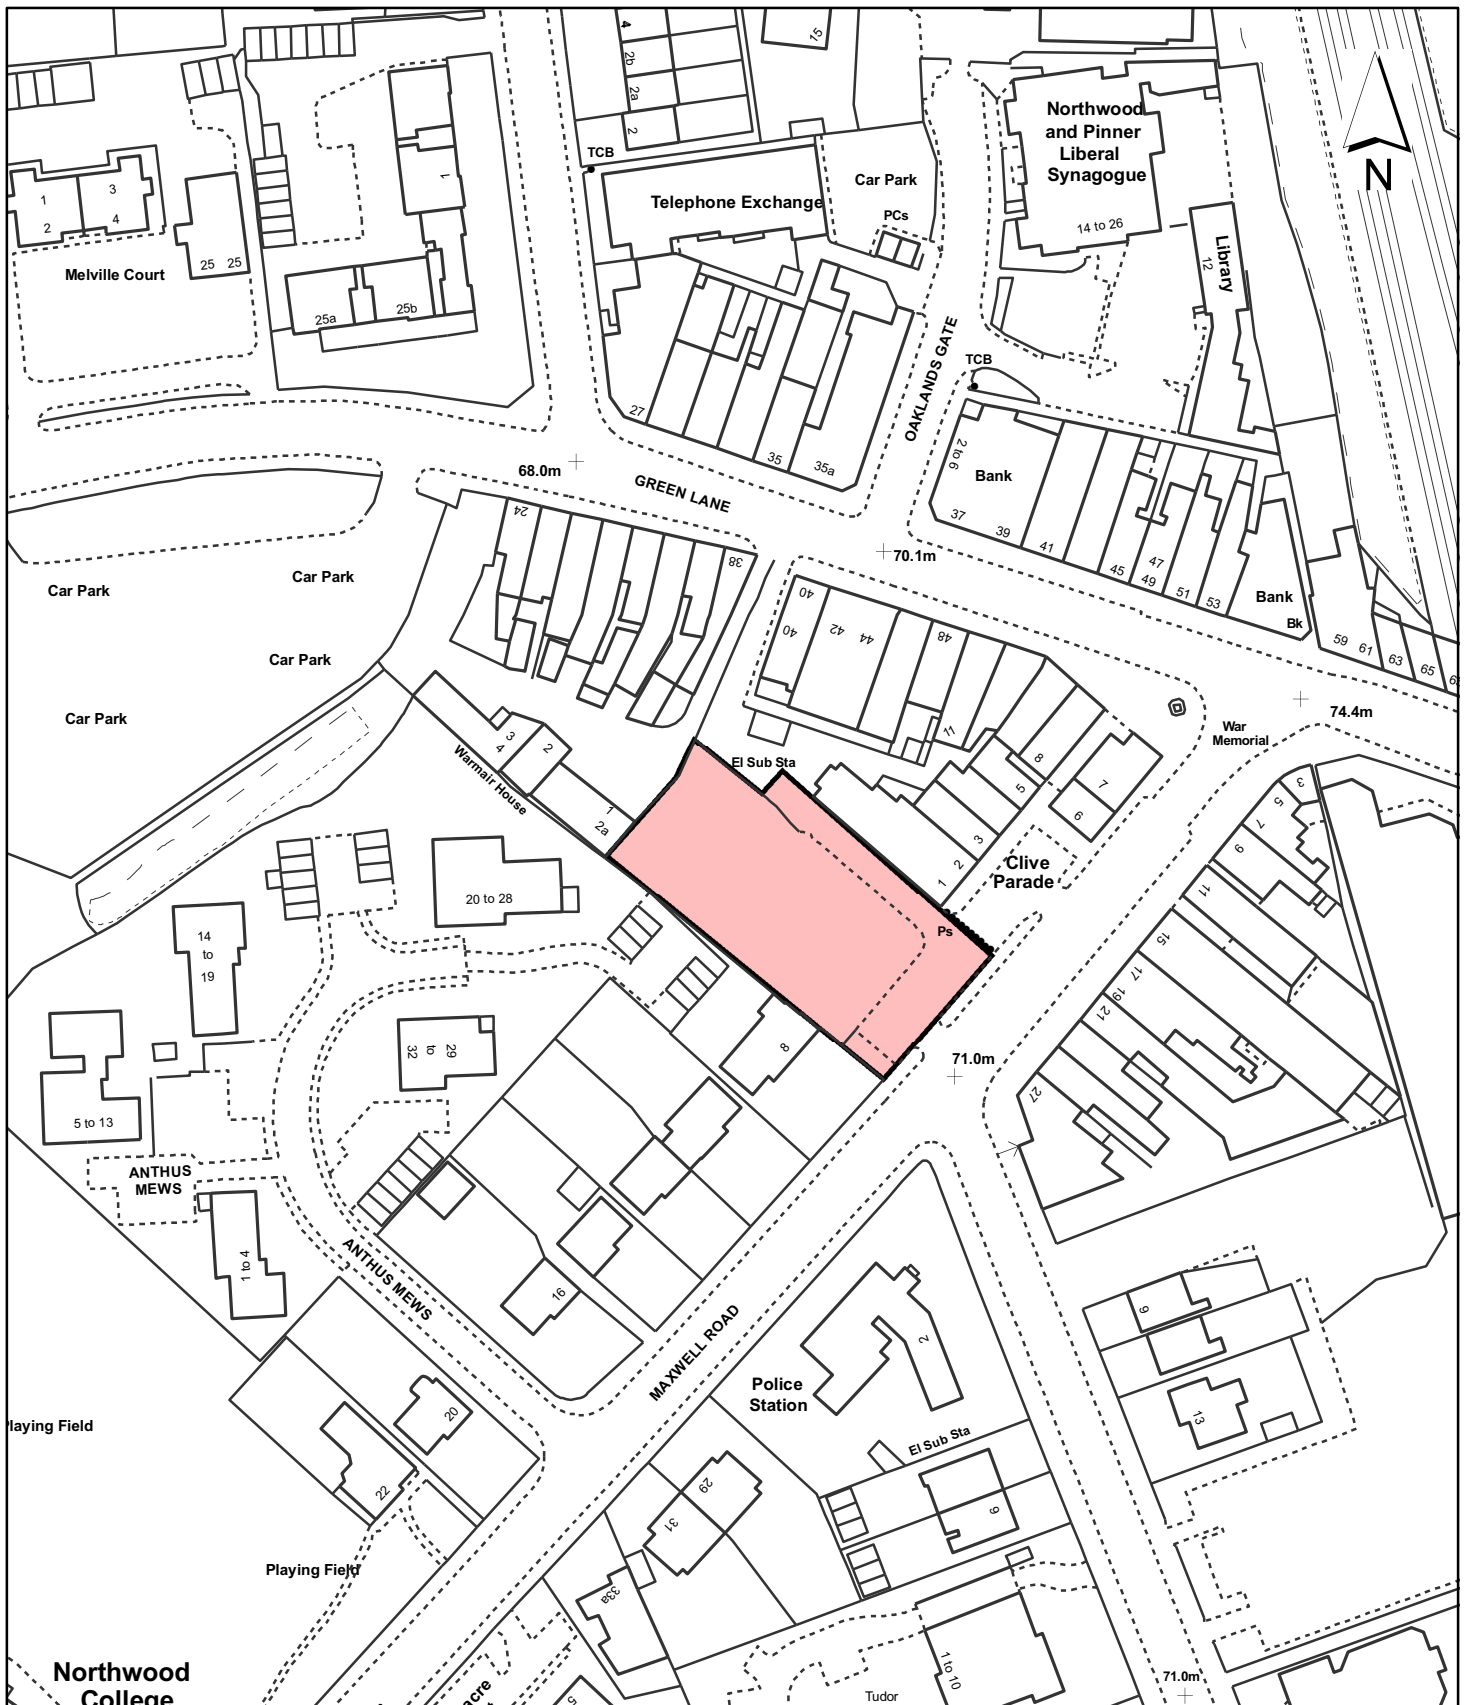 4
2b
2a
2
15
TCB
Northwood
and Pinner
Liberal
Synagogue
14 to 26
N
1
3
2
4
Melville Court
25 25
1
25a
25b
Telephone Exchange
Car Park
PCs
Library
12
OAKLANDS GATE
TCB
27
35
35a
2 to 6
Bank
37
39
41
45
47
49
51
53
Bank
Bk
59
61
63
65
68.0m
GREEN LANE
70.1m
24
38
40
40
42
44
48
11
8
5
7
6
3
2
1
Car Park
Car Park
Car Park
Car Park
War
Memorial
74.4m
3
4
2
Warmair House
1
2a
El Sub Sta
Clive
Parade
Ps
3
5
7
9
11
15
17
19
21
27
20 to 28
14
to
19
32
to
29
5 to 13
ANTHUS
MEWS
1 to 4
ANTHUS MEWS
8
71.0m
16
MAXWELL ROAD
Police
Station
2
El Sub Sta
9
13
9
20
22
29
31
33a
laying Field
Playing Field
Northwood
College
acre
5
1 to 10
Tudor
71.0m